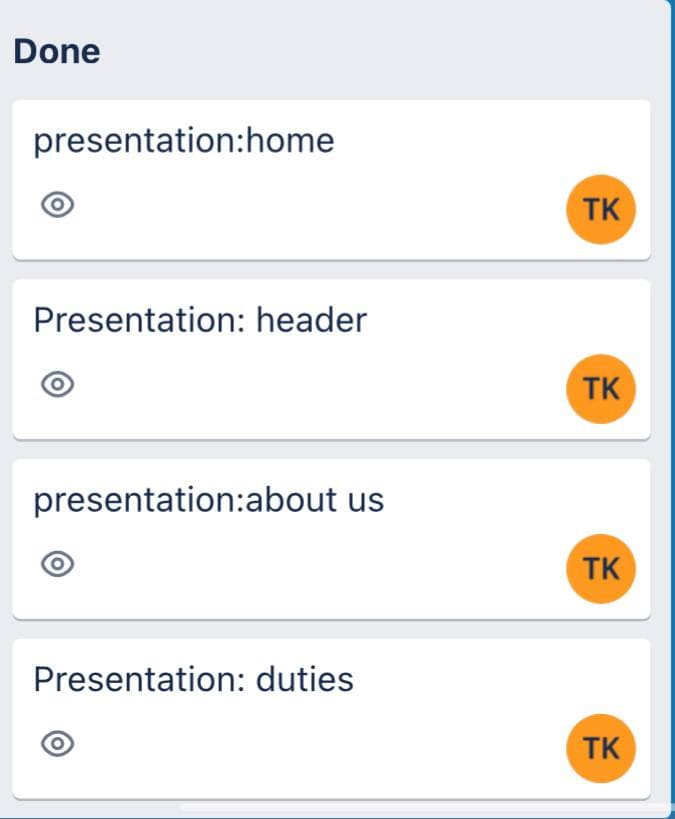 Done
presentation:home
TK
Presentation: header
TK
presentation:about us
TK
Presentation: duties
TK